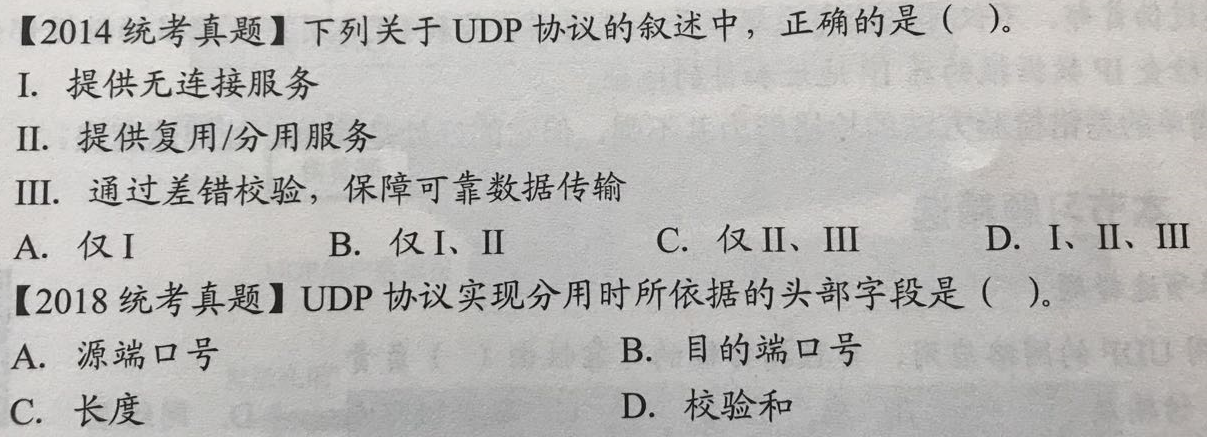 【2014 统考真题】下列关于 UDP 协议的叙述中，正确的是（ ）。
I. 提供无连接服务
II. 提供复用/分用服务
III. 通过差错校验，保障可靠数据传输
A. 仅 I B. 仅 I、II C. 仅 II、III D. I、II、III
【2018 统考真题】UDP 协议实现分用时所依据的头部字段是（ ）。
A. 源端口号 B. 目的端口号
C. 长度 D. 校验和